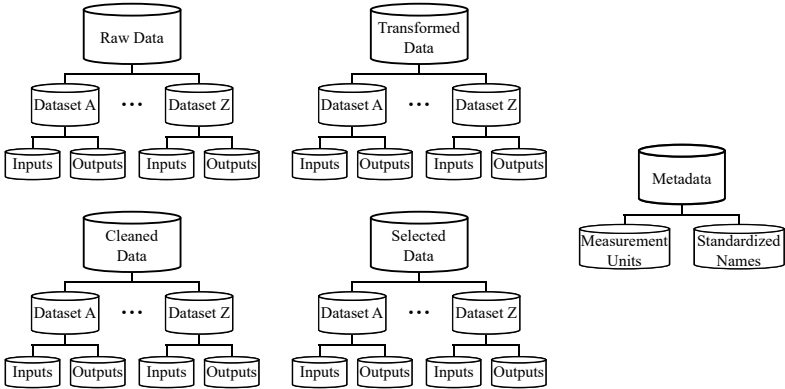 Raw Data
Dataset A
...
Dataset Z
Inputs
Outputs
Inputs
Outputs
Transformed
Data
Dataset A
...
Dataset Z
Inputs
Outputs
Inputs
Outputs
Cleaned
Data
Dataset A
...
Dataset Z
Inputs
Outputs
Inputs
Outputs
Selected
Data
Dataset A
...
Dataset Z
Inputs
Outputs
Inputs
Outputs
Metadata
Measurement
Units
Standardized
Names